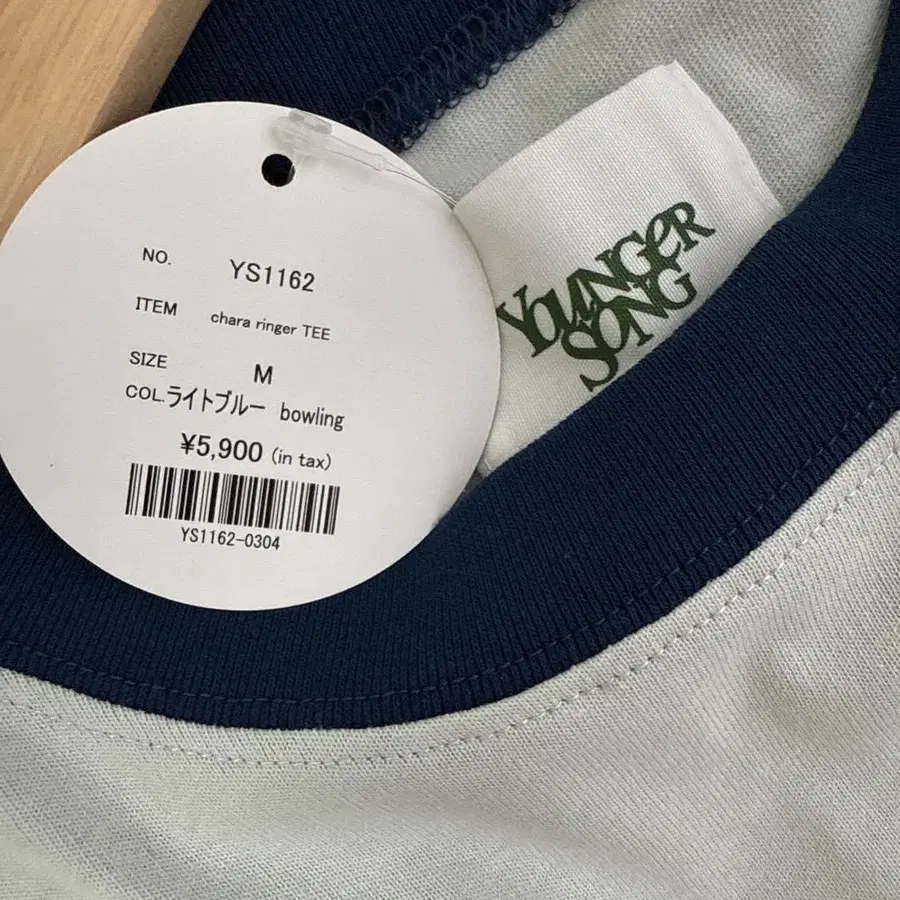 NO. YS1162
ITEM chara ringer TEE
SIZE M
COL.ライトブルー bowling
¥5,900 (in tax)
YS1162-0304
YOUNGeR
SONG